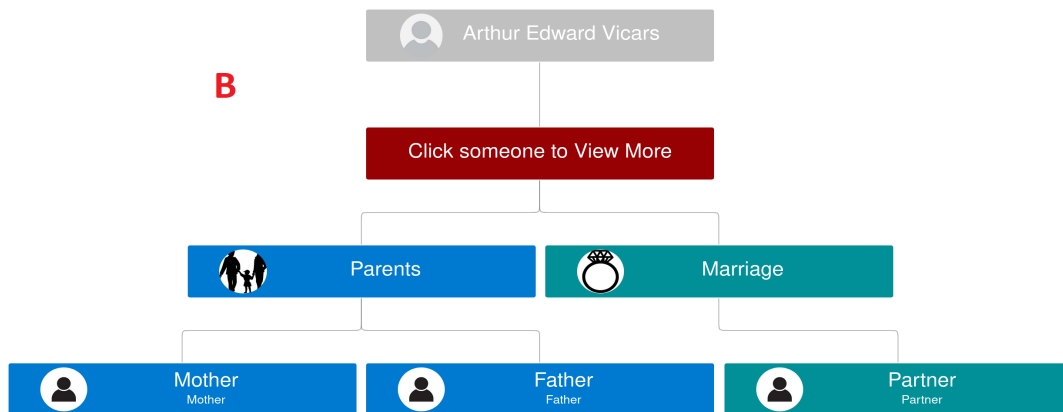 Arthur Edward Vicars
B
Click someone to View More
Parents
Marriage
Mother
Mother
Father
Father
Partner
Partner